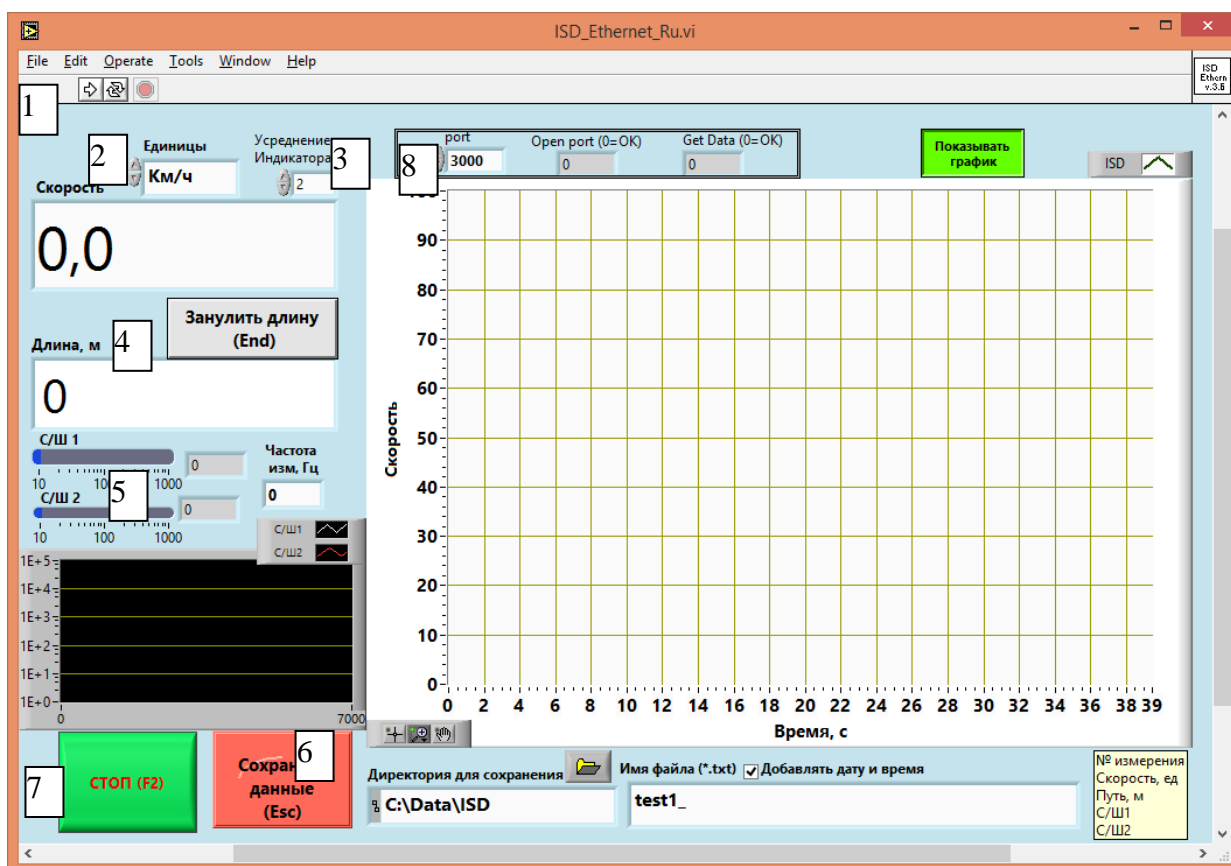 ISD_Ethernet_Ru.vi
File Edit Operate Tools Window Help
ISD
Ethern
v.3.6
1
2
Единицы
Км/ч
Усреднение
Индикатора
3
2
port
3000
8
Open port (0=OK)
0
Get Data (0=OK)
0
Показывать
график
ISD
Скорость
0,0
Занулить длину
(End)
Длина, м
4
0
С/Ш 1
0
10 100 1000
5
С/Ш 2
0
10 100 1000
Частота
изм, Гц
0
С/Ш1
С/Ш2
1E+5
1E+4
1E+3
1E+2
1E+1
1E+0
0 7000
Скорость
100
90
80
70
60
50
40
30
20
10
0
0 2 4 6 8 10 12 14 16 18 20 22 24 26 28 30 32 34 36 38 39
Время, с
7
СТОП (F2)
6
данные
(Esc)
Директория для сохранения
C:\Data\ISD
Имя файла (*.txt) Добавлять дату и время
test1_
№ измерения
Скорость, ед
Путь, м
С/Ш1
С/Ш2